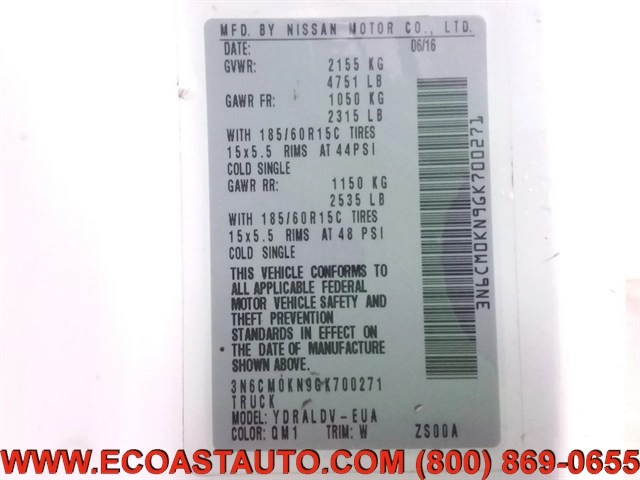 MFD. BY NISSAN MOTOR CO., LTD.
DATE: 06/16
GVWR: 2155 KG
4751 LB
GAWR FR: 1050 KG
2315 LB
WITH 185/60R15C TIRES
15x5.5 RIMS AT 44PSI
COLD SINGLE
GAWR RR: 1150 KG
2535 LB
WITH 185/60R15C TIRES
15x5.5 RIMS AT 48 PSI
COLD SINGLE
THIS VEHICLE CONFORMS TO
ALL APPLICABLE FEDERAL
MOTOR VEHICLE SAFETY AND
THEFT PREVENTION
STANDARDS IN EFFECT ON
THE DATE OF MANUFACTURE
SHOWN ABOVE.
3N6CM0KN9GK700271
TRUCK
MODEL: YDRALDV-EUA
COLOR: QM1 TRIM: W ZS00A
3N6CM0KN9GK700271
WWW.ECOASTAUTO.COM (800) 869-0655